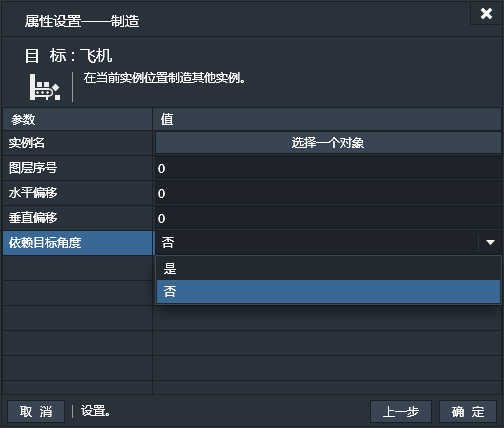 属性设置——制造
目 标 : 飞机
在当前实例位置制造其他实例。
参数 值
实例名 选择一个对象
图层序号 0
水平偏移 0
垂直偏移 0
依赖目标角度 否
是
否
取 消 设置。 上一步 确 定